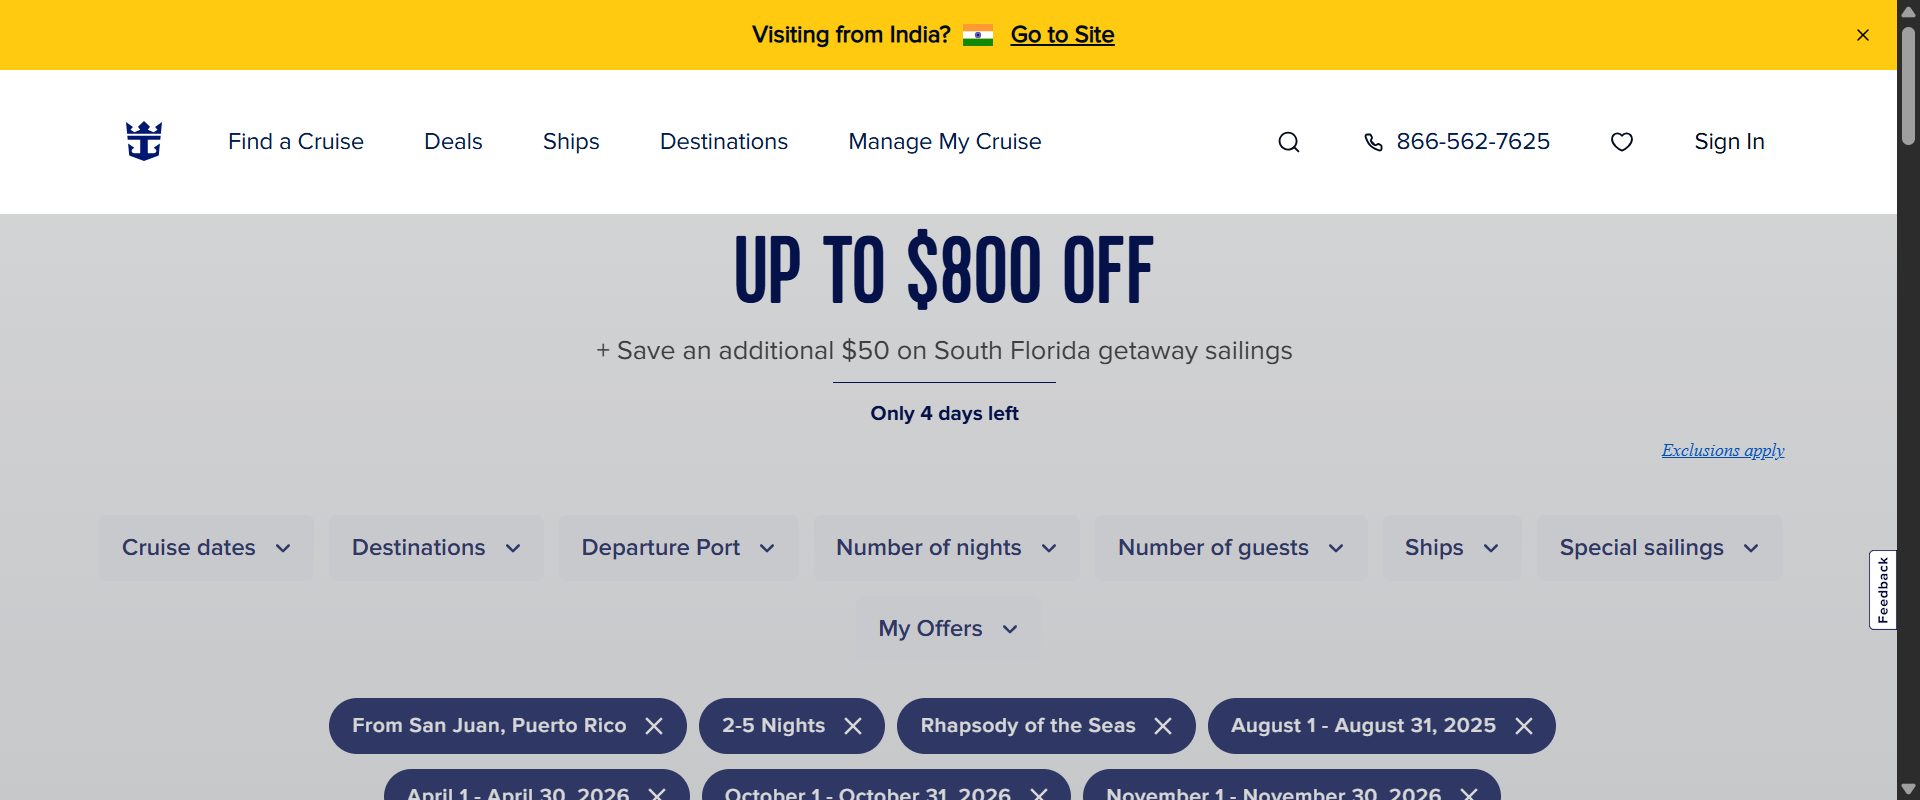 Visiting from India? Go to Site
Find a Cruise Deals Ships Destinations Manage My Cruise 866-562-7625 Sign In
UP TO $800 OFF
+ Save an additional $50 on South Florida getaway sailings
Only 4 days left
Exclusions apply
Cruise dates Destinations Departure Port Number of nights Number of guests Ships Special sailings
Feedback
My Offers
From San Juan, Puerto Rico 2-5 Nights Rhapsody of the Seas August 1 - August 31, 2025
April 1 - April 30, 2026 October 1 - October 31, 2026 November 1 - November 30, 2026